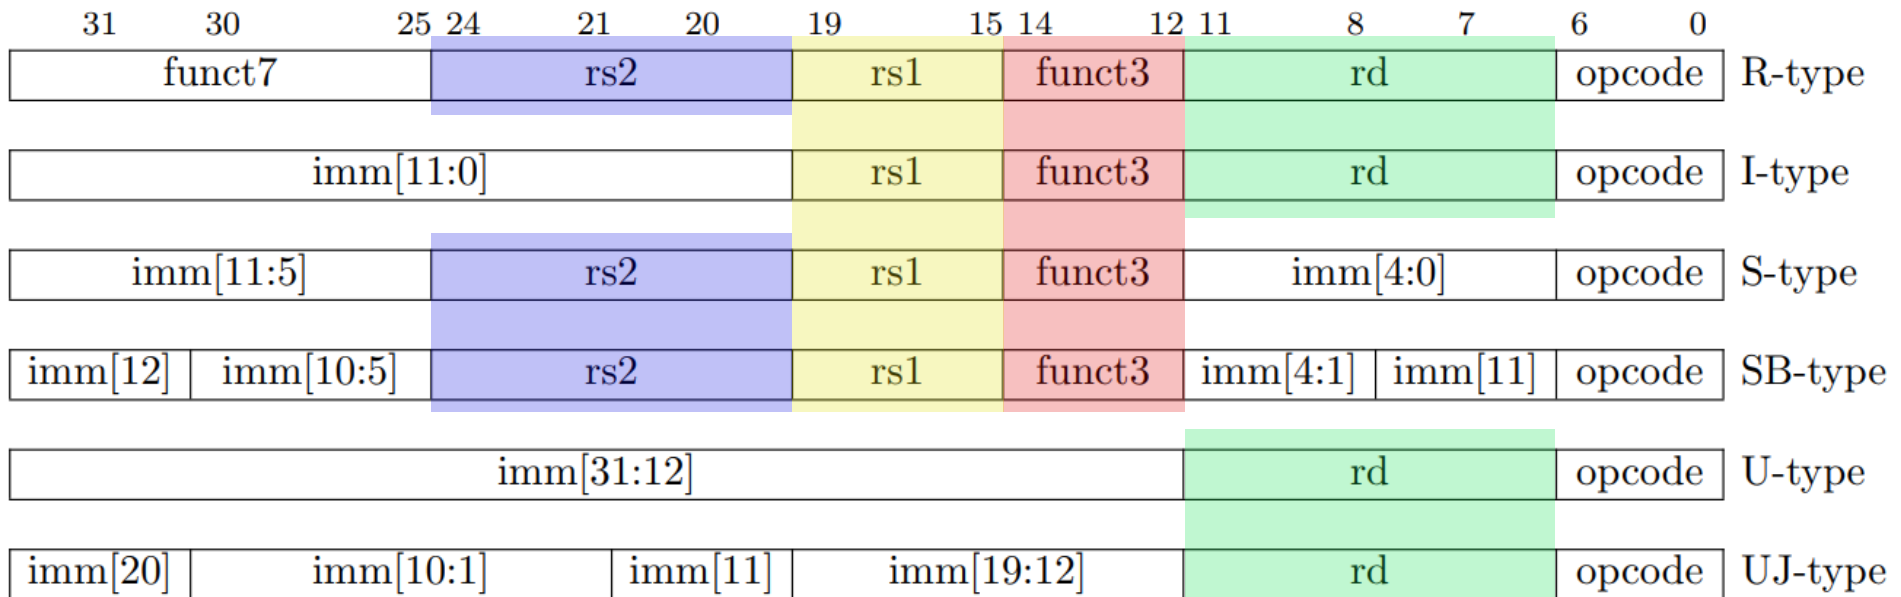 31 30 25 24 21 20 19 15 14 12 11 8 7 6 0
funct7 rs2 rs1 funct3 rd opcode R-type
imm[11:0] rs1 funct3 rd opcode I-type
imm[11:5] rs2 rs1 funct3 imm[4:0] opcode S-type
imm[12] imm[10:5] rs2 rs1 funct3 imm[4:1] imm[11] opcode SB-type
imm[31:12] rd opcode U-type
imm[20] imm[10:1] imm[11] imm[19:12] rd opcode UJ-type